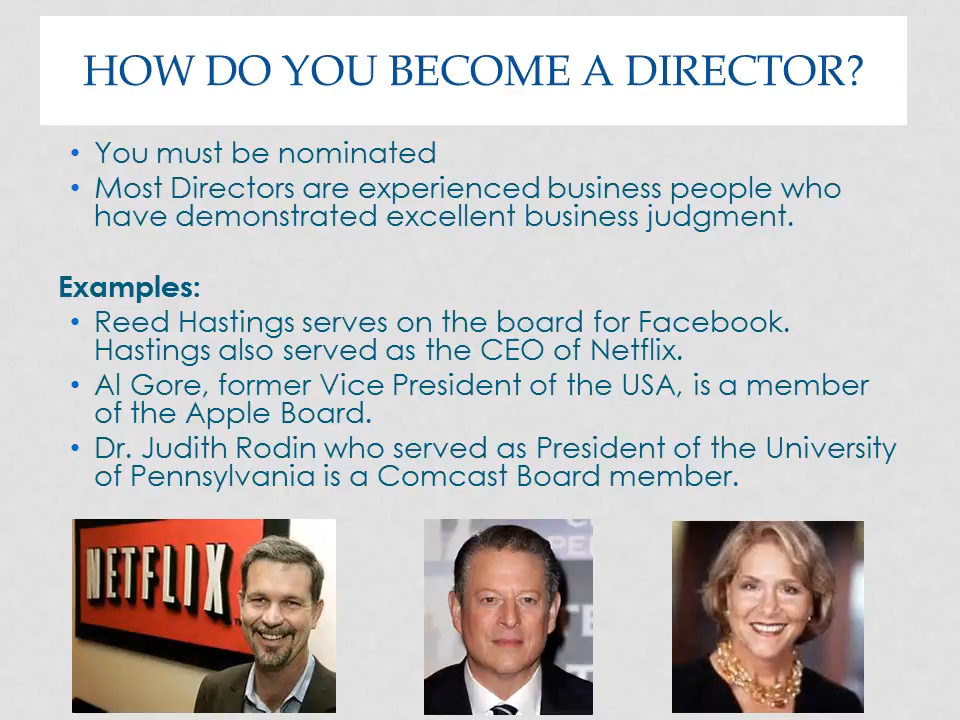 HOW DO YOU BECOME A DIRECTOR?
• You must be nominated
• Most Directors are experienced business people who
have demonstrated excellent business judgment.
Examples:
• Reed Hastings serves on the board for Facebook.
Hastings also served as the CEO of Netflix.
• Al Gore, former Vice President of the USA, is a member
of the Apple Board.
• Dr. Judith Rodin who served as President of the University
of Pennsylvania is a Comcast Board member.
NETFLIX